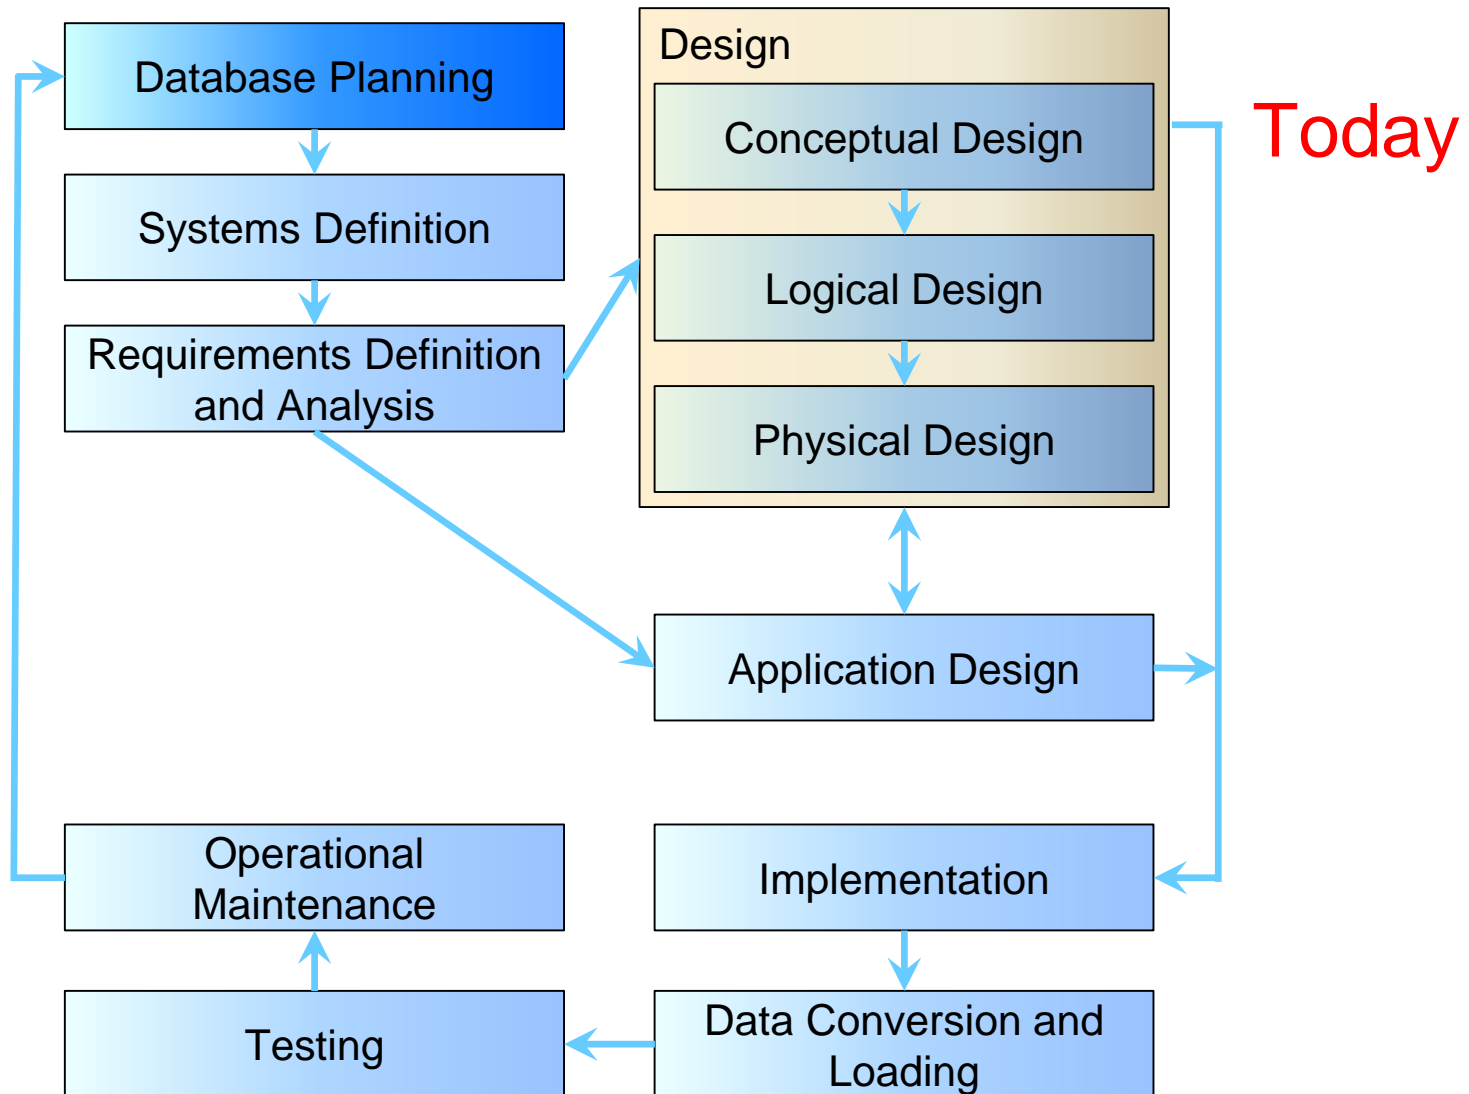 Database Planning
Systems Definition
Requirements Definition
and Analysis
Design
Conceptual Design
Logical Design
Physical Design
Today
Application Design
Operational
Maintenance
Implementation
Testing
Data Conversion and
Loading